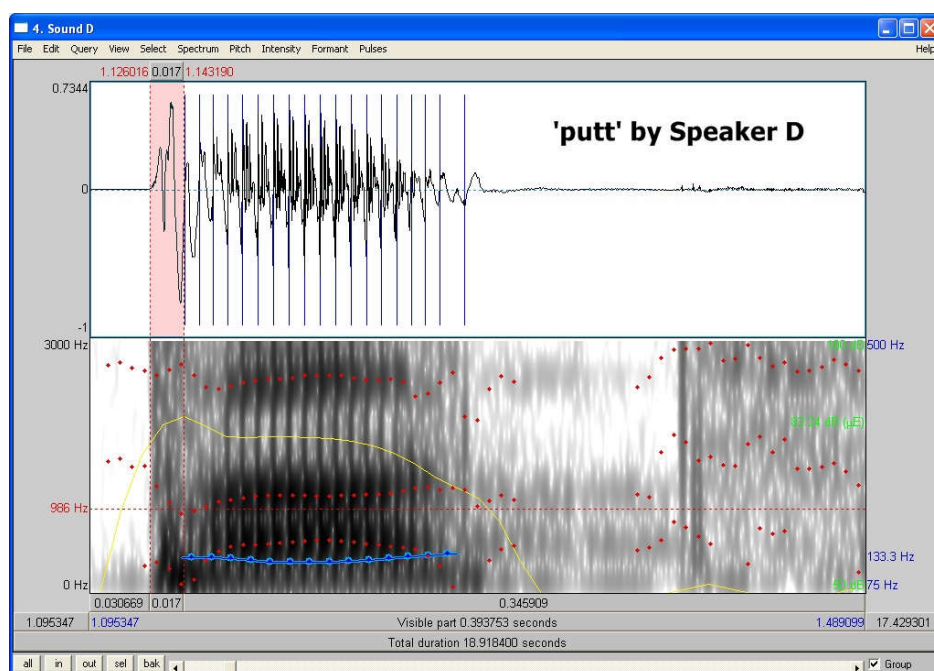 4. Sound D
File Edit Query View Select Spectrum Pitch Intensity Formant Pulses Help
1.126016 0.017 1.143190
0.7344
'putt' by Speaker D
0
-1
3000 Hz
500 Hz
986 Hz
133.3 Hz
0 Hz
75 Hz
0.030669 0.017 0.345909
1.095347 1.095347 Visible part 0.393753 seconds 1.489099 17.429301
Total duration 18.918400 seconds
all in out sel bak Group